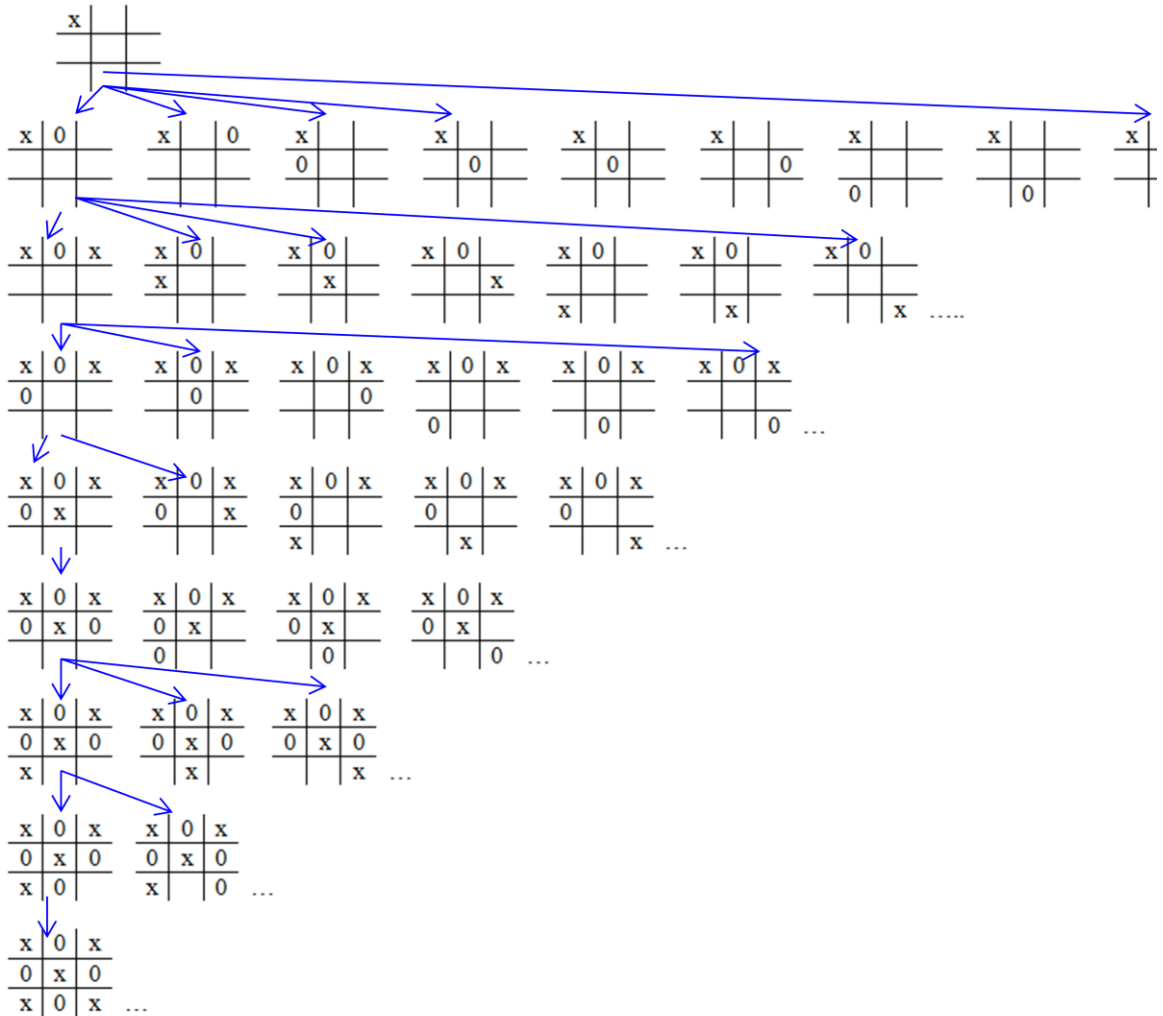 x
x 0 x 0 x x x x x x x
0 0 0 0
0 0
x 0 x x 0 x 0 x 0 x 0 x 0 x 0
x x x
x x x …..
x 0 x x 0 x x 0 x x 0 x x 0 x x 0 x
0 0 0
0 0 0 …
x 0 x x 0 x x 0 x x 0 x x 0 x
0 x 0 x 0 0 0
x x x …
x 0 x x 0 x x 0 x x 0 x
0 x 0 0 x 0 x 0 x
0 0 0 …
x 0 x x 0 x x 0 x
0 x 0 0 x 0 0 x 0
x x x …
x 0 x x 0 x
0 x 0 0 x 0
x 0 x 0 …
x 0 x
0 x 0
x 0 x …